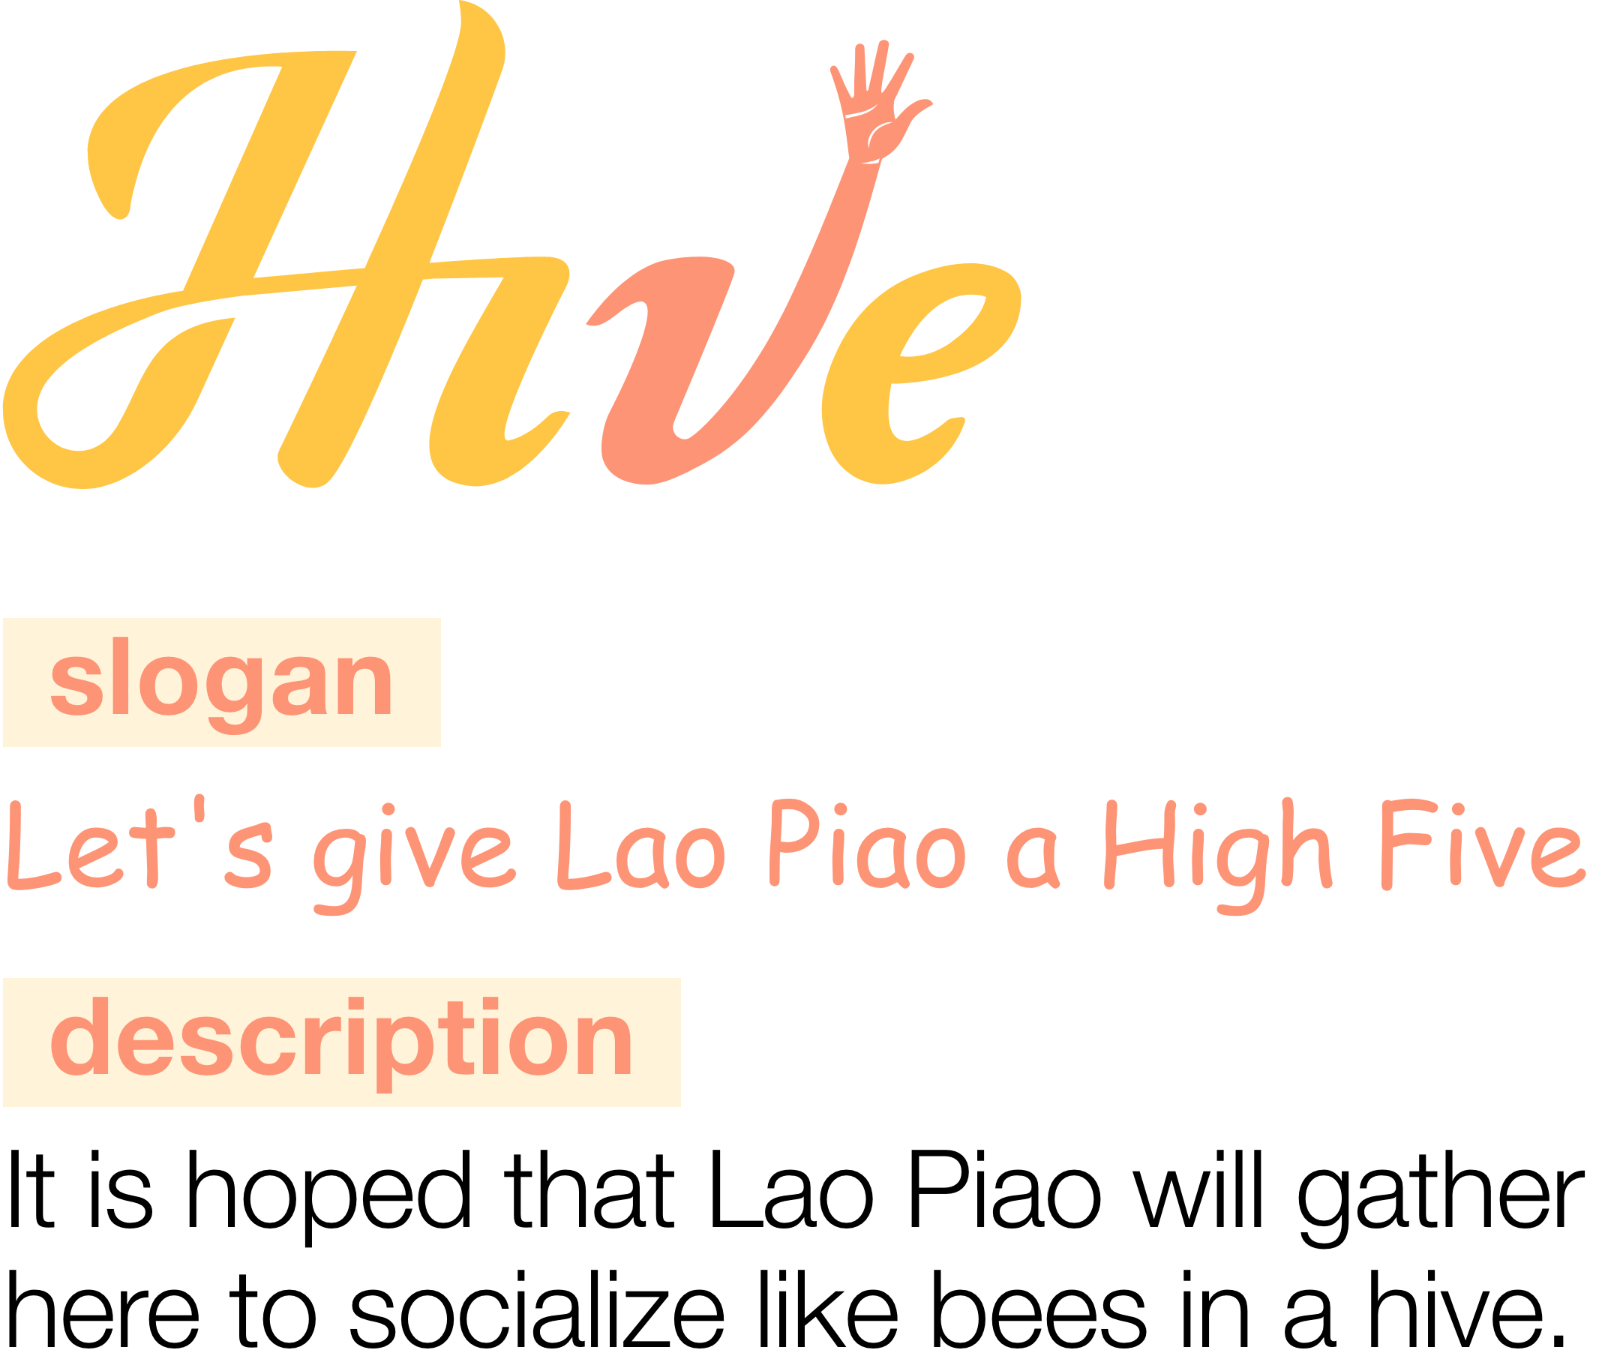 Hive
slogan
Let's give Lao Piao a High Five
description
It is hoped that Lao Piao will gather
here to socialize like bees in a hive.